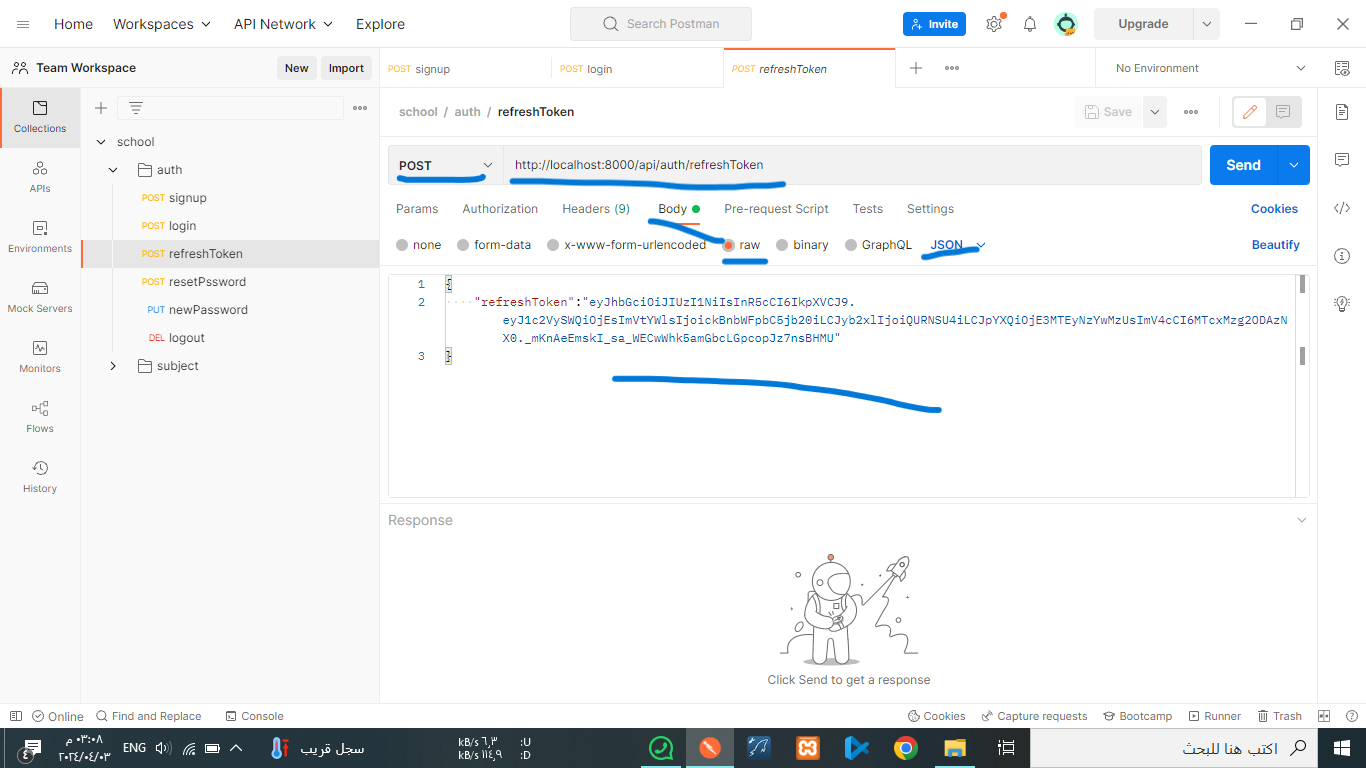 Home Workspaces API Network Explore Search Postman Invite Upgrade
Team Workspace New Import POST signup POST login POST refreshToken No Environment
Collections
APIs
Environments
Mock Servers
Monitors
Flows
History
school
auth
POST signup
POST login
POST refreshToken
POST resetPssword
PUT newPassword
DEL logout
subject
school / auth / refreshToken Save
POST http://localhost:8000/api/auth/refreshToken Send
Params Authorization Headers (9) Body Pre-request Script Tests Settings Cookies
none form-data x-www-form-urlencoded raw binary GraphQL JSON Beautify
1 {
2 "refreshToken":"eyJhbGciOiJIUzI1NiIsInR5cCI6IkpXVCJ9.
eyJ1c2VySWQiOjEsImVtYWlsIjoickBnbWFpbC5jb20iLCJyb2xlIjoiQURNSU4iLCJpYXQiOjE3MTEyNzYwMzUsImV4cCI6MTcxMzg2ODAzN
X0._mKnAeEmskI_sa_WECwWhk5amGbcLGpcopJz7nsBHMU"
3 }
Response
Click Send to get a response
Online Find and Replace Console Cookies Capture requests Bootcamp Runner Trash
٠٣:٠٨ م
٢٠٢٤/٠٤/٠٣
٤
ENG
سجل قريب
kB/s ٦,٣ :U
kB/s ١١٤,٩ :D
اكتب هنا للبحث